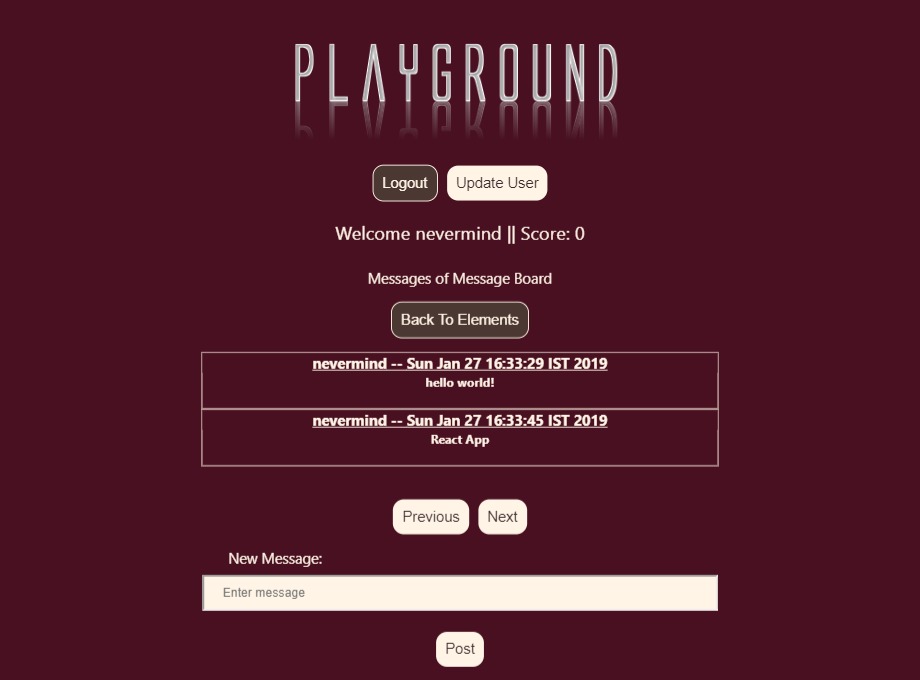 PLAYGROUND
Logout Update User
Welcome nevermind || Score: 0
Messages of Message Board
Back To Elements
nevermind -- Sun Jan 27 16:33:29 IST 2019
hello world!
nevermind -- Sun Jan 27 16:33:45 IST 2019
React App
Previous Next
New Message:
Enter message
Post